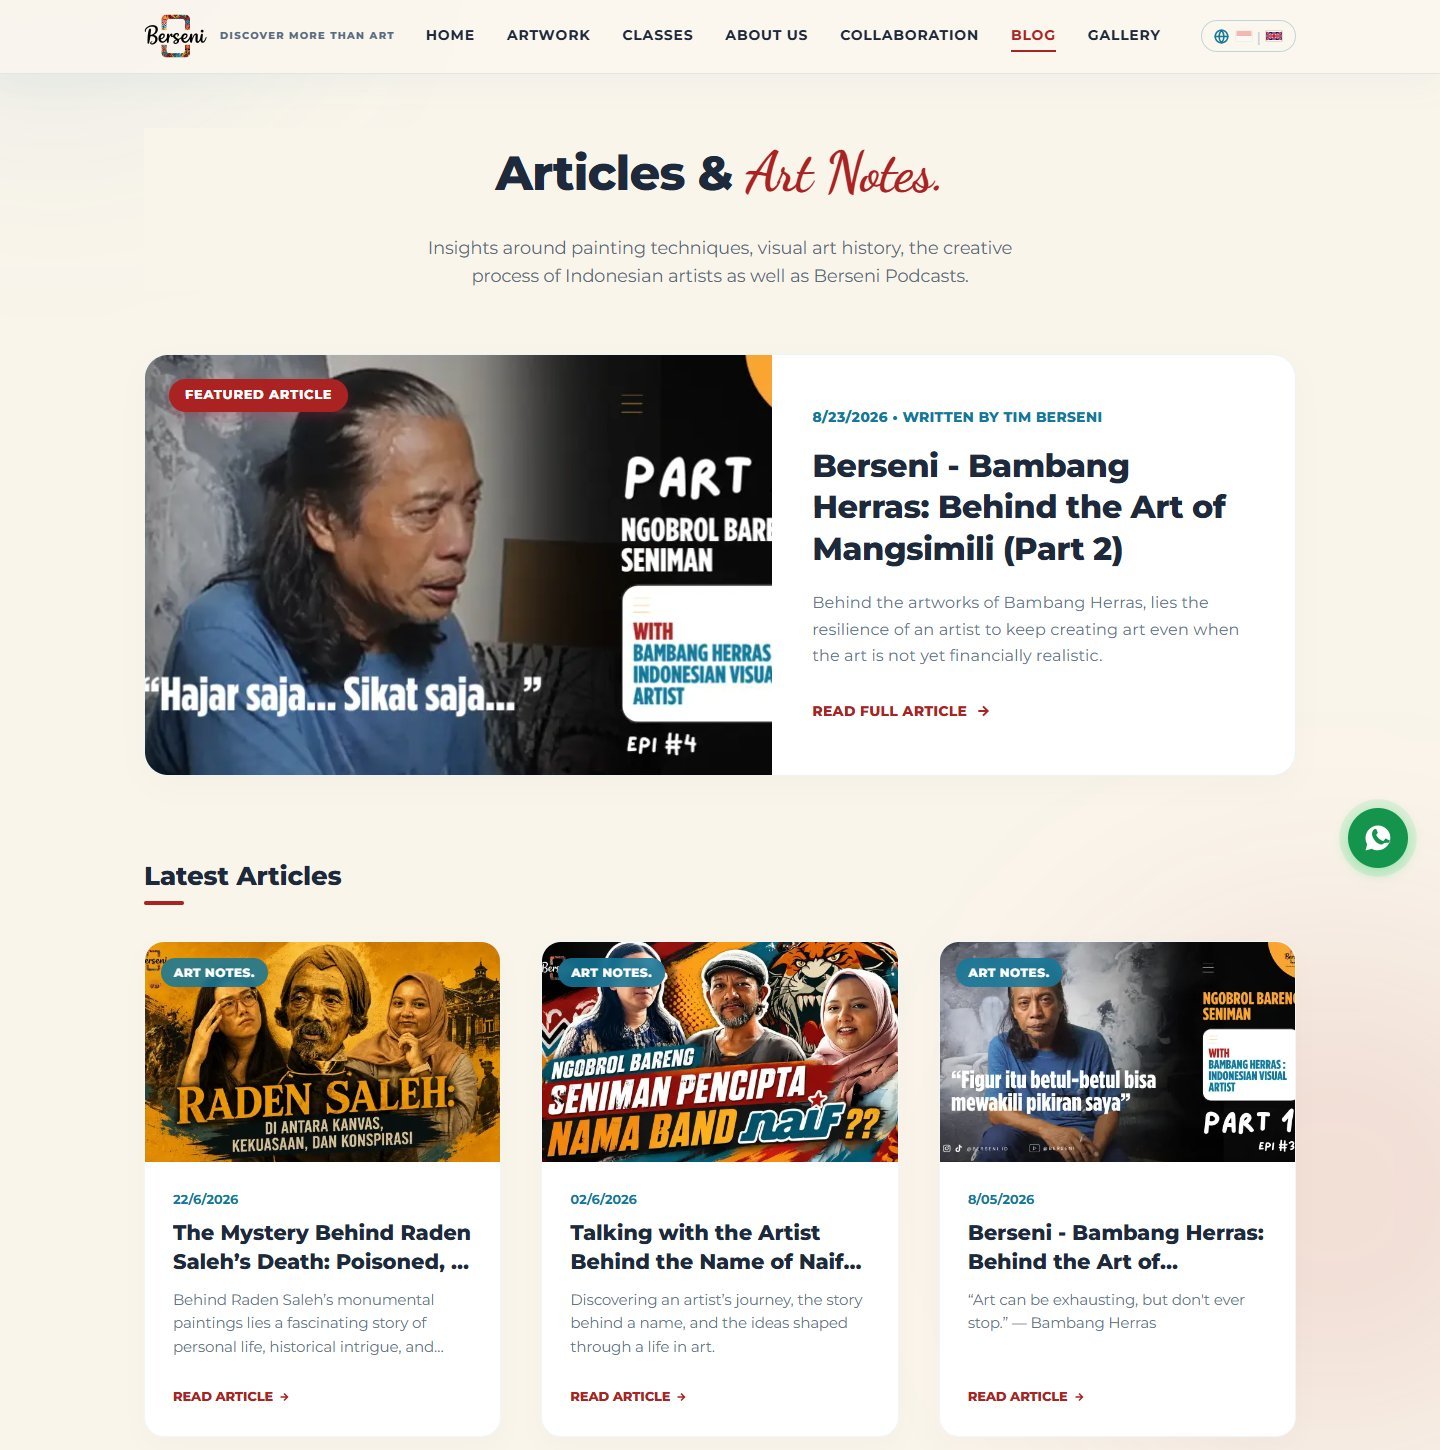 Berseni
DISCOVER MORE THAN ART
HOME
ARTWORK
CLASSES
ABOUT US
COLLABORATION
BLOG
GALLERY
|
Articles & Art Notes.
Insights around painting techniques, visual art history, the creative
process of Indonesian artists as well as Berseni Podcasts.
FEATURED ARTICLE
PART
NGOBROL BARE
SENIMAN
WITH
BAMBANG HERRAS
INDONESIAN VISUA
ARTIST
“Hajar saja... Sikat saja... ”
EPI #4
8/23/2026 • WRITTEN BY TIM BERSENI
Berseni - Bambang
Herras: Behind the Art of
Mangsimili (Part 2)
Behind the artworks of Bambang Herras, lies the
resilience of an artist to keep creating art even when
the art is not yet financially realistic.
READ FULL ARTICLE →
Latest Articles
ART NOTES.
RADEN SALEH:
DI ANTARA KANVAS,
KEKUASAAN, DAN KONSPIRASI
22/6/2026
The Mystery Behind Raden
Saleh’s Death: Poisoned, ...
Behind Raden Saleh’s monumental
paintings lies a fascinating story of
personal life, historical intrigue, and...
READ ARTICLE →
ART NOTES.
NGOBROL BARENG
SENIMAN PENCIPTA
NAMA BAND naif ??
02/6/2026
Talking with the Artist
Behind the Name of Naif...
Discovering an artist’s journey, the story
behind a name, and the ideas shaped
through a life in art.
READ ARTICLE →
ART NOTES.
NGOBROL BARENG
SENIMAN
WITH
BAMBANG HERRAS :
INDONESIAN VISUAL
ARTIST
“Figur itu betul-betul bisa
mewakili pikiran saya”
PART 1
EPI #3
@BERSENI.ID
@BERSENI
8/05/2026
Berseni - Bambang Herras:
Behind the Art of...
“Art can be exhausting, but don't ever
stop.” — Bambang Herras
READ ARTICLE →